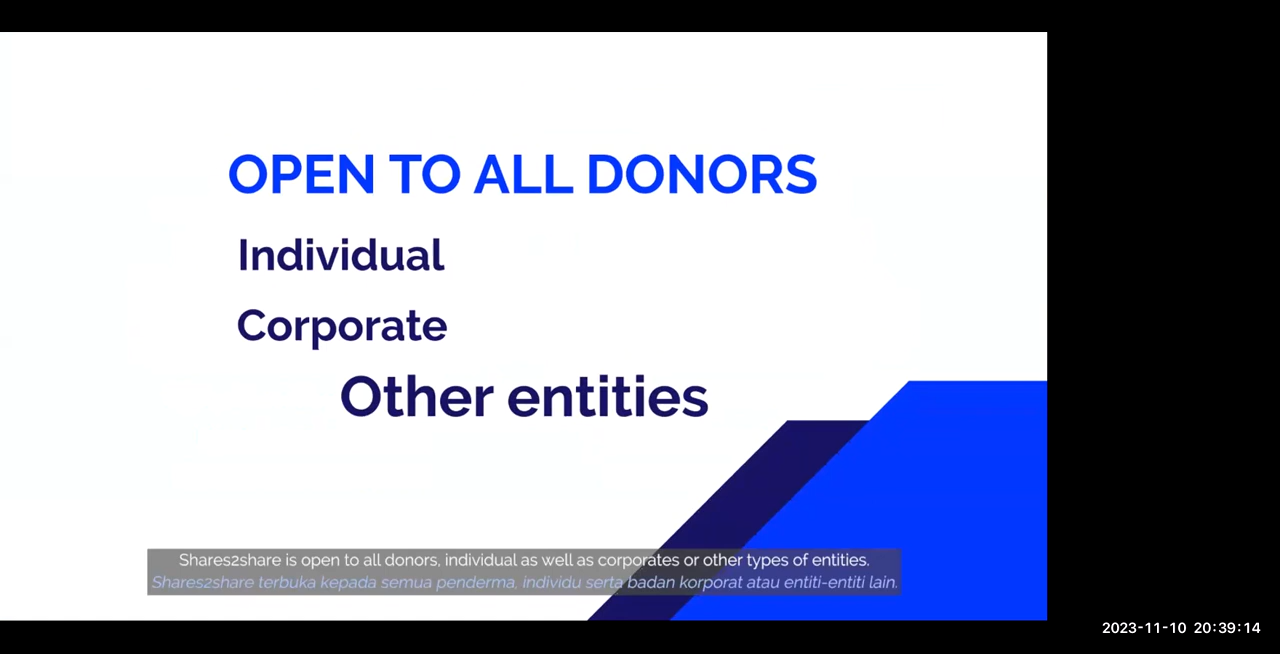 OPEN TO ALL DONORS
Individual
Corporate
Other entities
Shares2share is open to all donors, individual as well as corporates or other types of entities.
Shares2share terbuka kepada semua penderma, individu serta badan korporat atau entiti-entiti lain.
2023-11-10 20:39:14